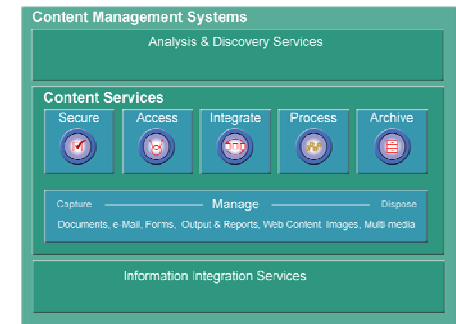 Content Management Systems
Analysis & Discovery Services
Content Services
Secure Access Integrate Process Archive
Capture Manage Dispose
Documents, e-Mail, Forms, Output & Reports, Web Content Images, Multi media
Information Integration Services